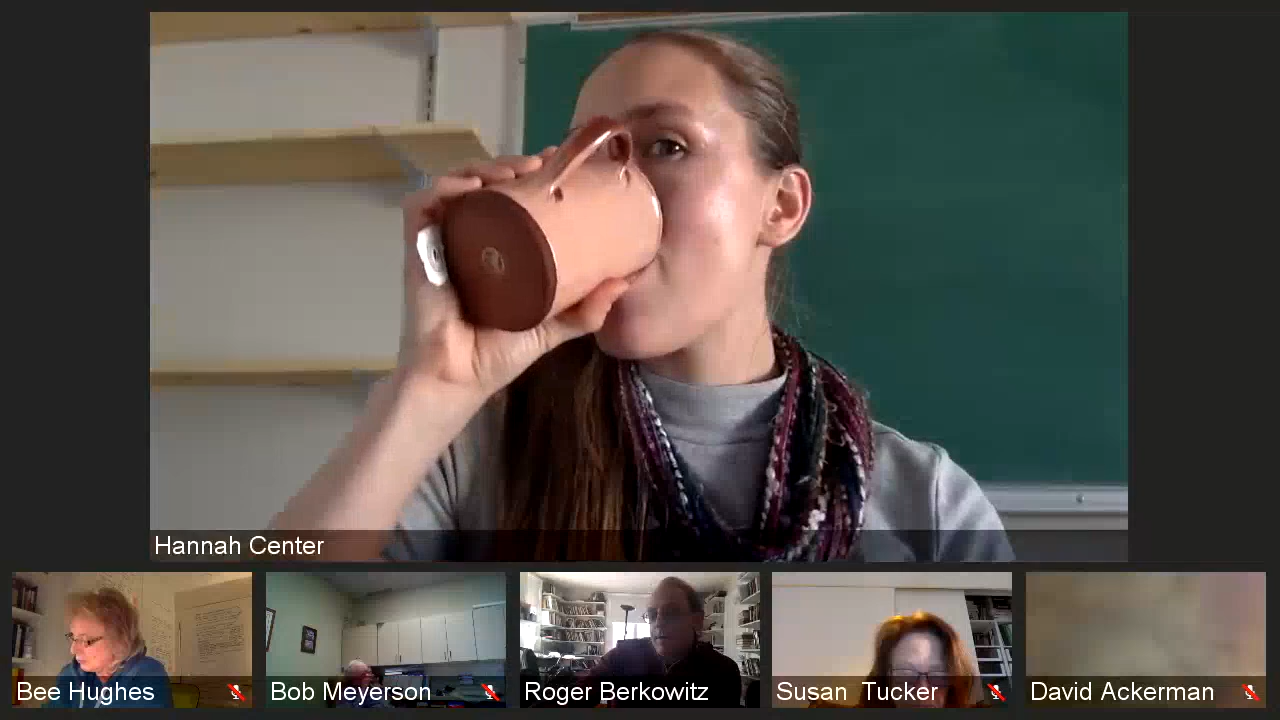 Hannah Center
Bee Hughes
Bob Meyerson
Roger Berkowitz
Susan Tucker
David Ackerman